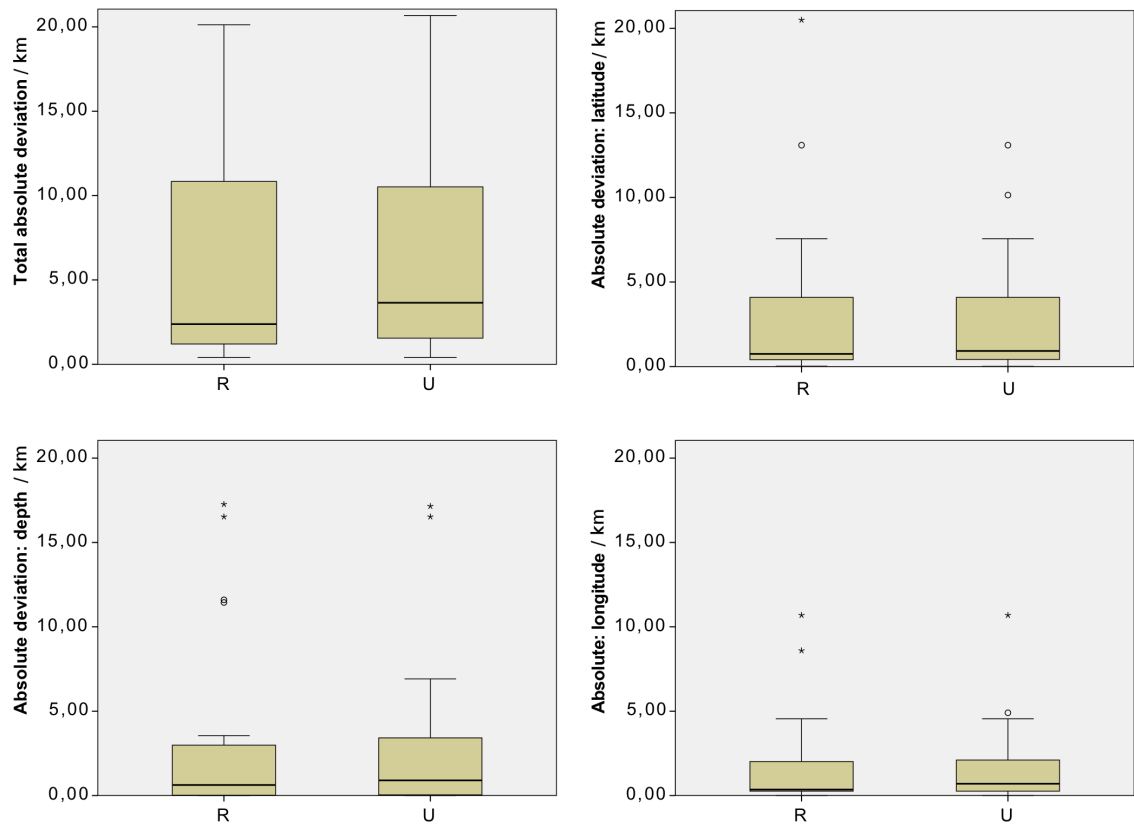 Total absolute deviation / km
20,00
15,00
10,00
5,00
0,00
R U
Absolute deviation: latitude / km
20,00
15,00
10,00
5,00
0,00
R U
Absolute deviation: depth / km
20,00
15,00
10,00
5,00
0,00
R U
Absolute: longitude / km
20,00
15,00
10,00
5,00
0,00
R U